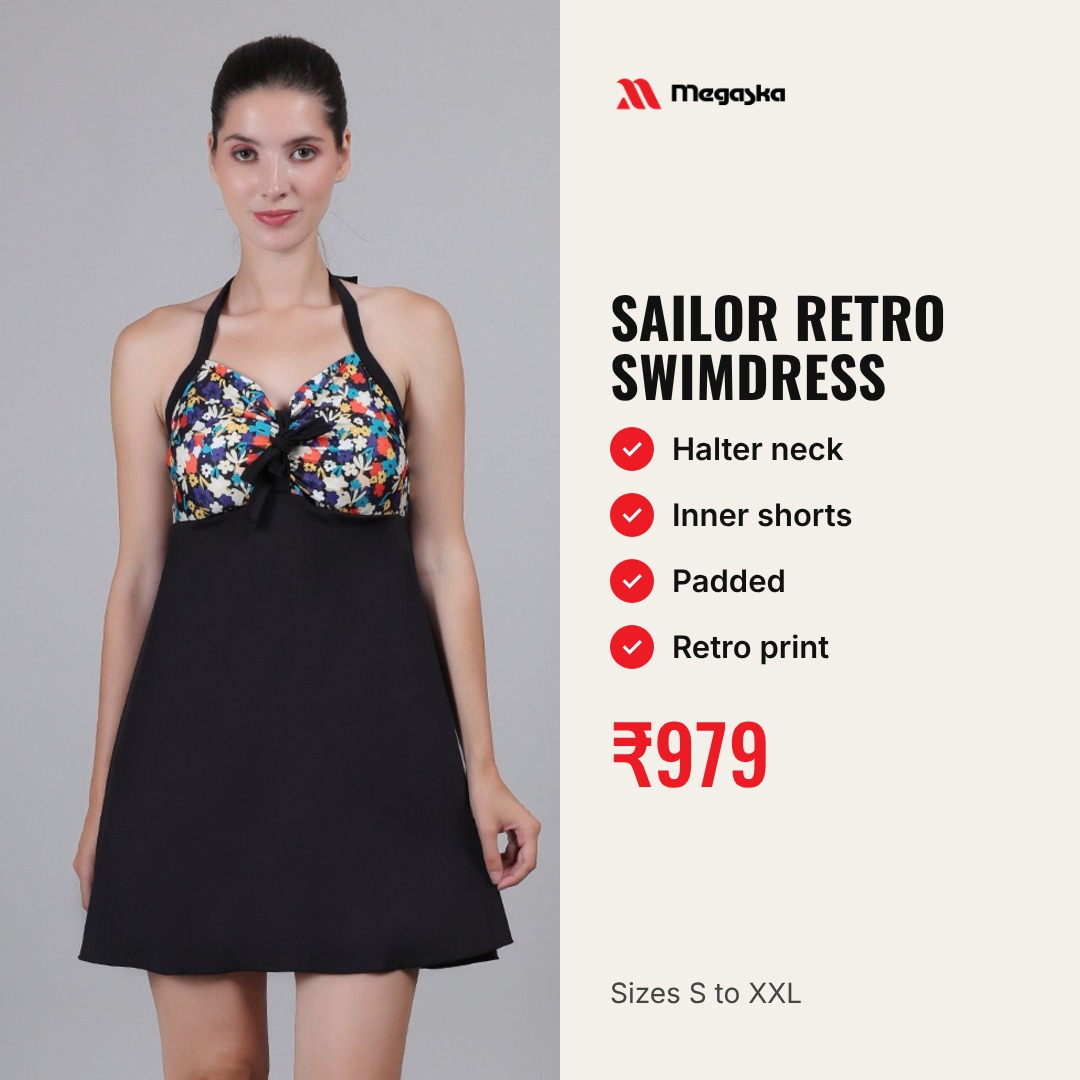 Megaska
SAILOR RETRO
SWIMDRESS
Halter neck
Inner shorts
Padded
Retro print
₹979
Sizes S to XXL